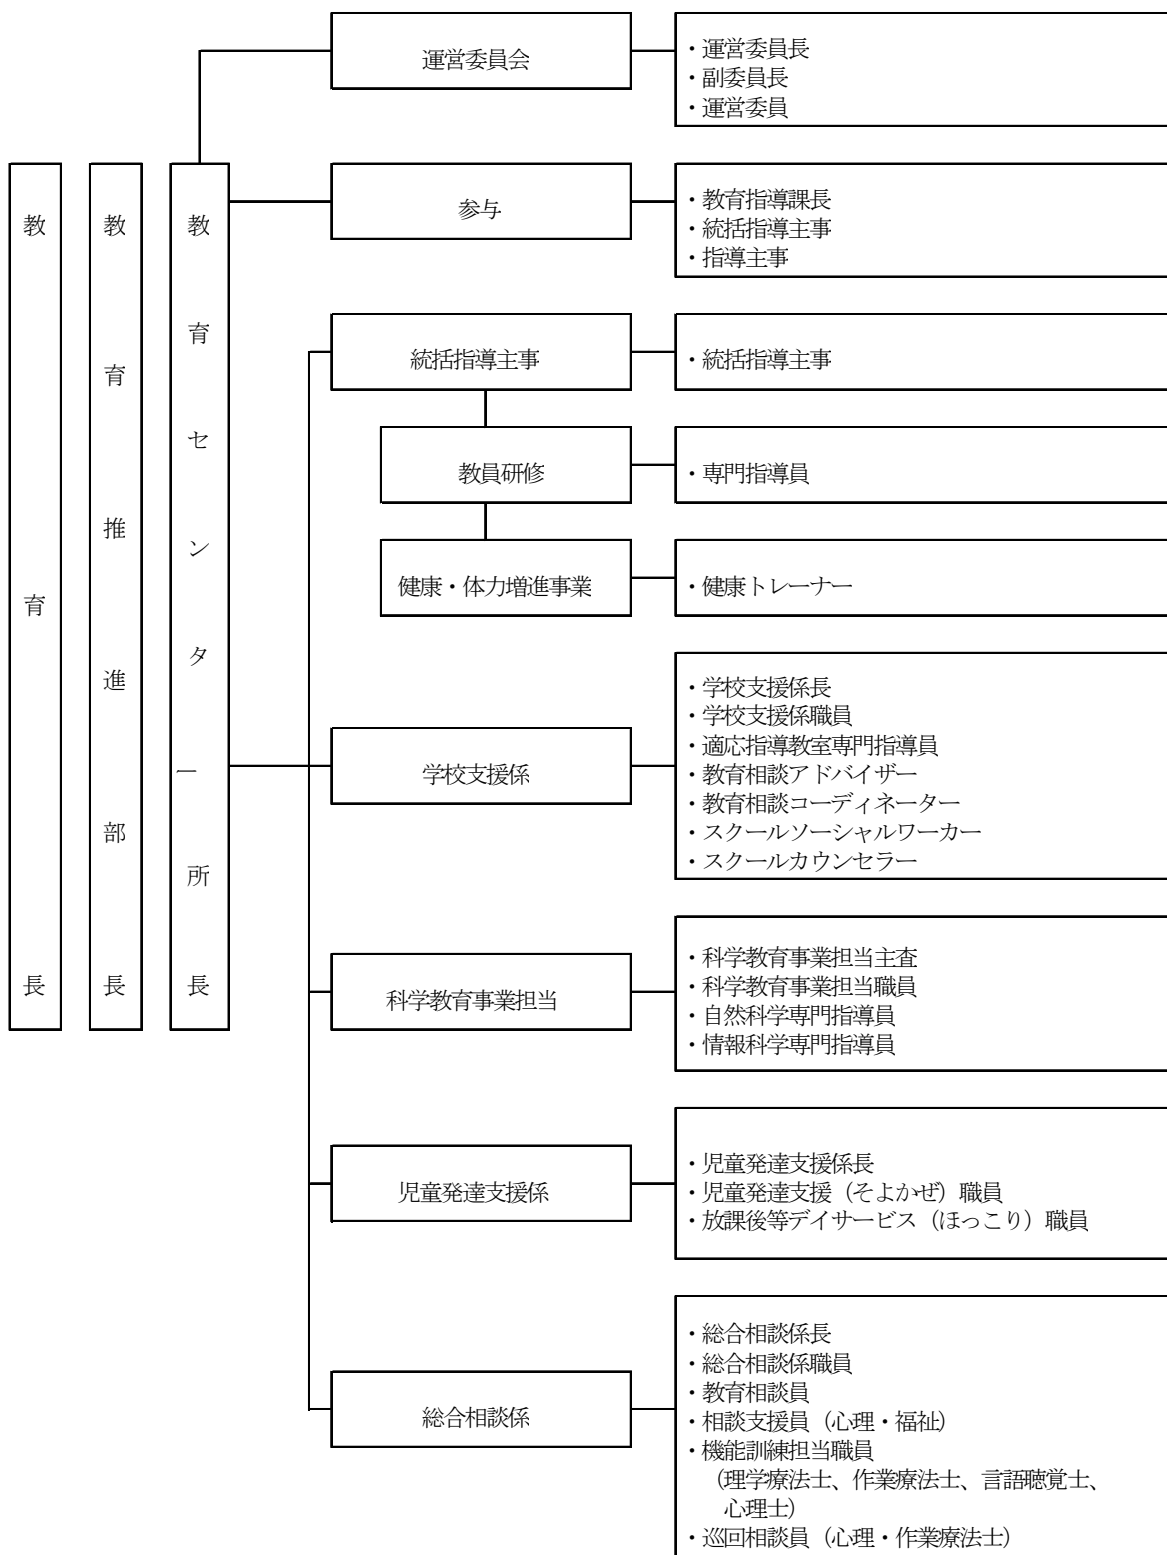 教育長
教育推進部長
教育センター所長
運営委員会
・運営委員長
・副委員長
・運営委員
参与
・教育指導課長
・統括指導主事
・指導主事
統括指導主事
・統括指導主事
教員研修
・専門指導員
健康・体力増進事業
・健康トレーナー
学校支援係
・学校支援係長
・学校支援係職員
・適応指導教室専門指導員
・教育相談アドバイザー
・教育相談コーディネーター
・スクールソーシャルワーカー
・スクールカウンセラー
科学教育事業担当
・科学教育事業担当主査
・科学教育事業担当職員
・自然科学専門指導員
・情報科学専門指導員
児童発達支援係
・児童発達支援係長
・児童発達支援（そよかぜ）職員
・放課後等デイサービス（ほっこり）職員
総合相談係
・総合相談係長
・総合相談係職員
・教育相談員
・相談支援員（心理・福祉）
・機能訓練担当職員
（理学療法士、作業療法士、言語聴覚士、
心理士）
・巡回相談員（心理・作業療法士）